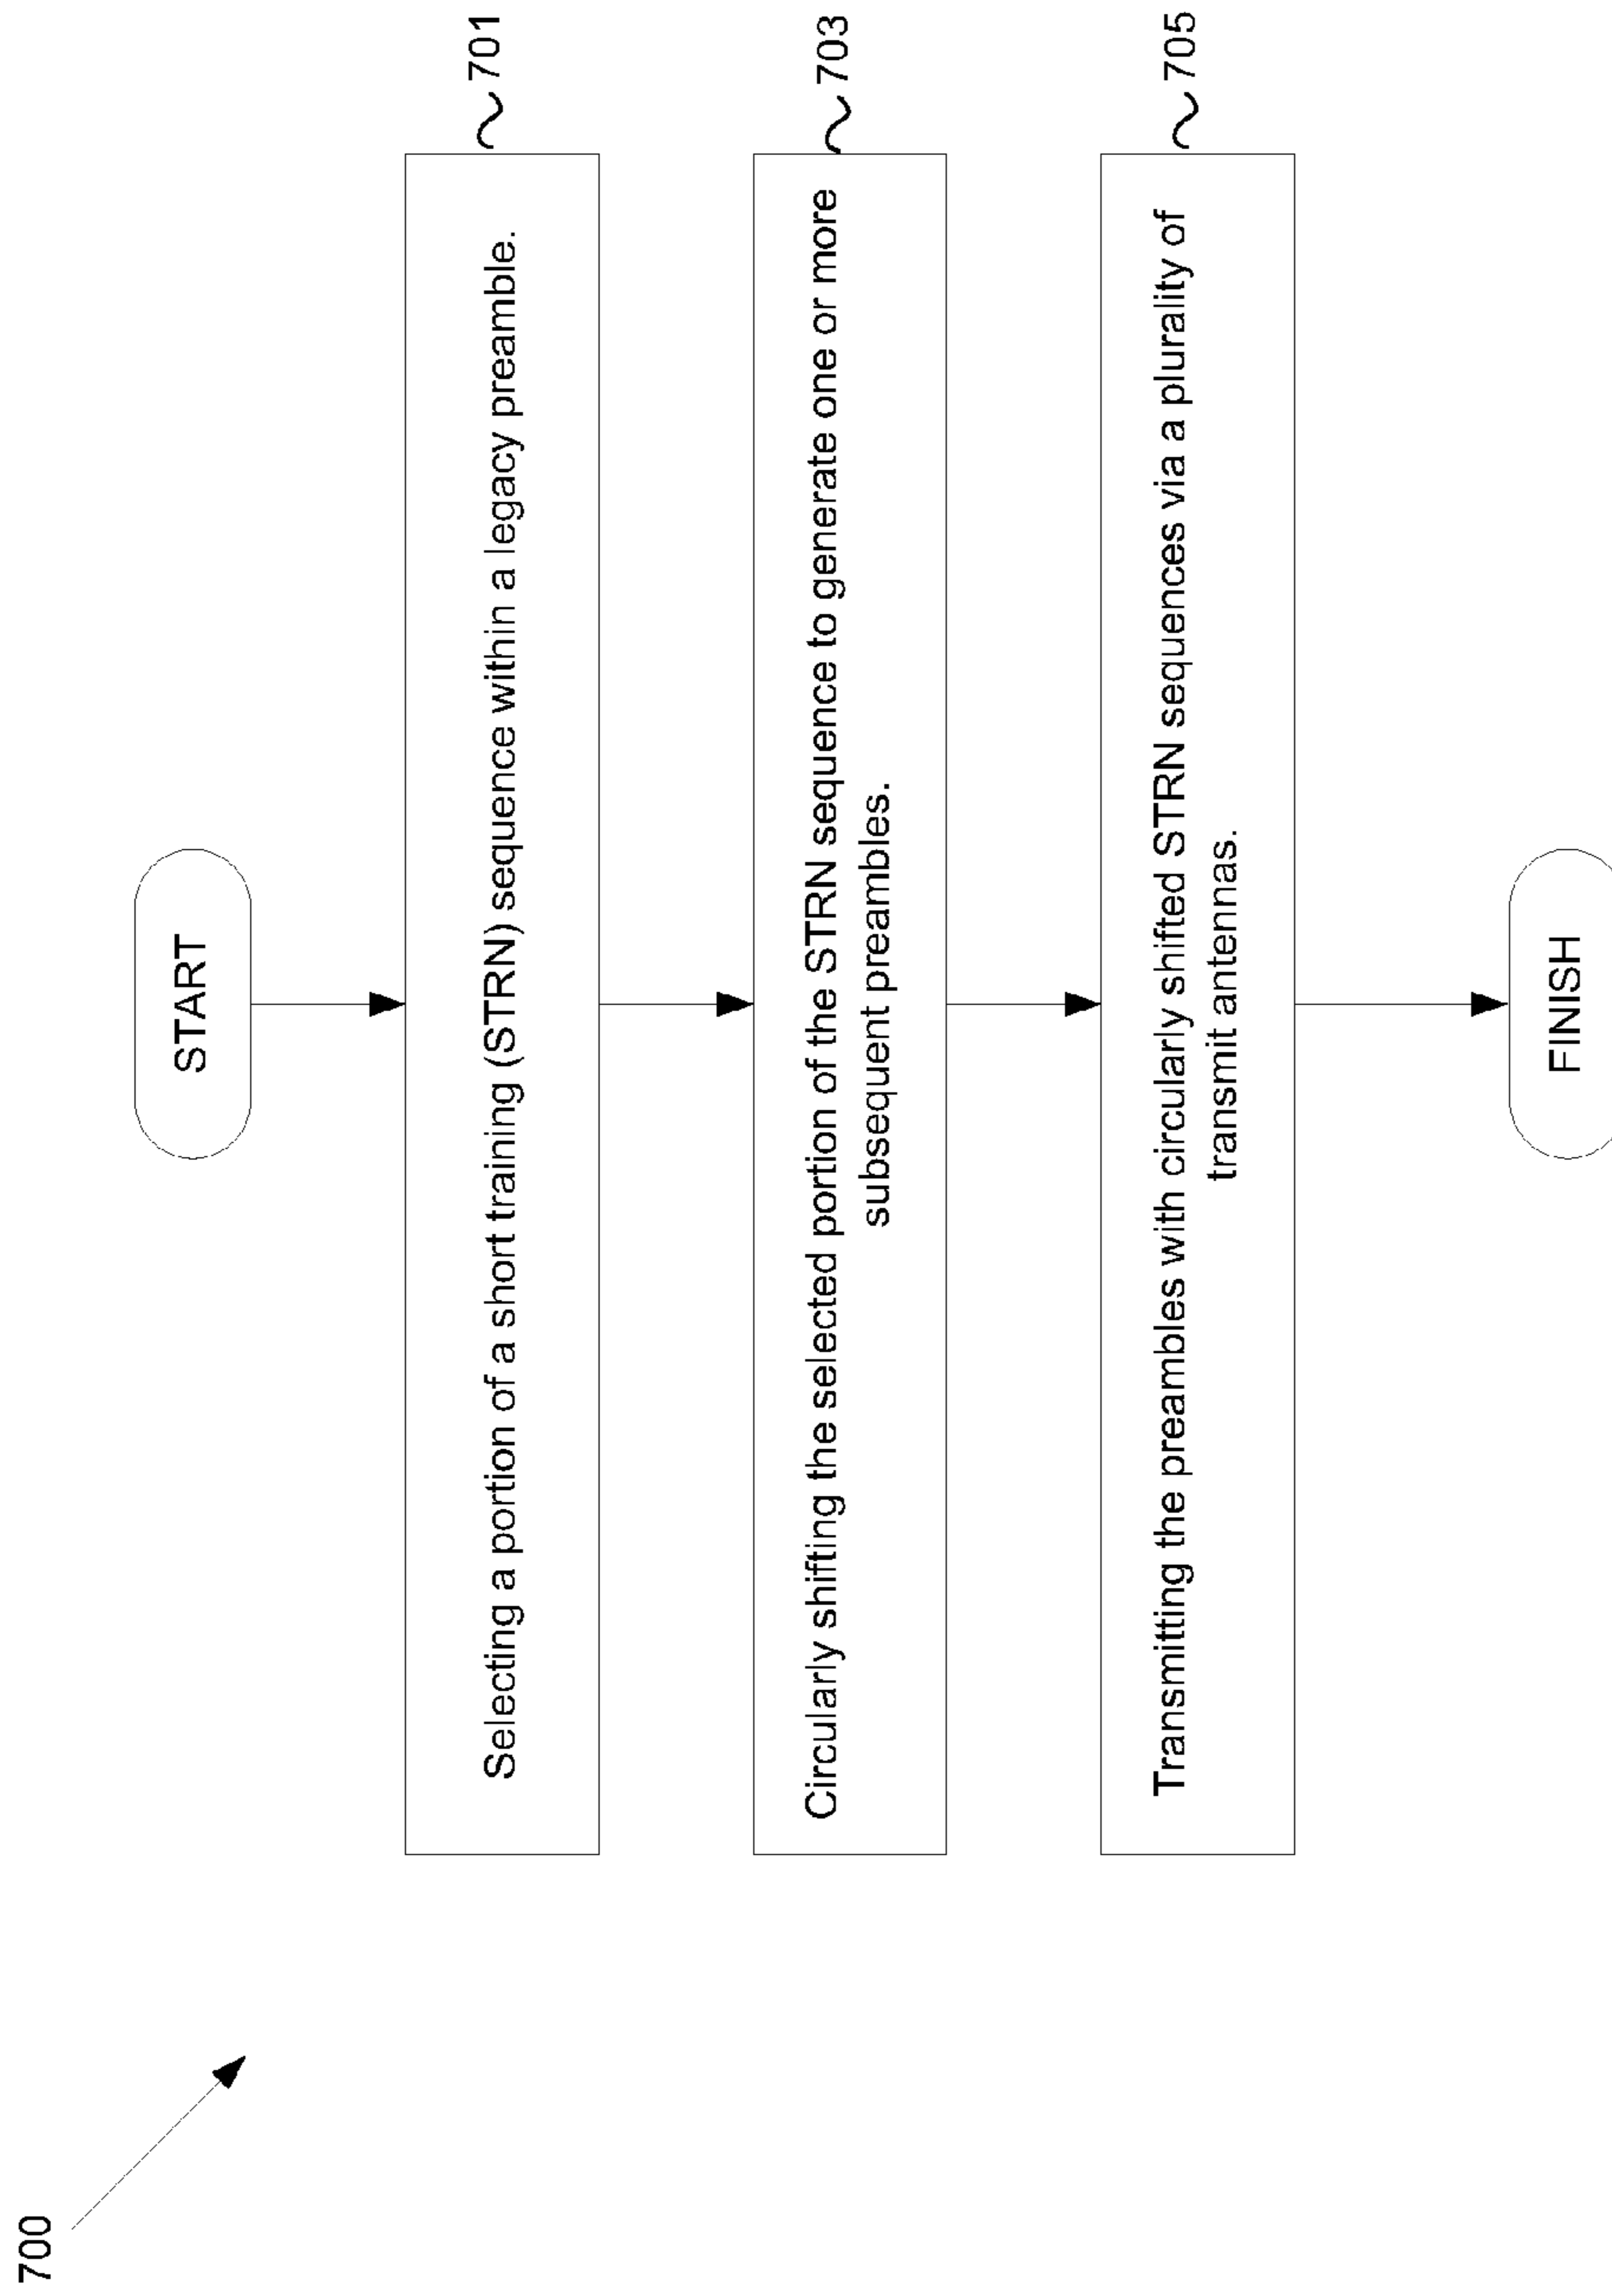 700
START
Selecting a portion of a short training (STRN) sequence within a legacy preamble.
701
Circularly shifting the selected portion of the STRN sequence to generate one or more
subsequent preambles.
703
Transmitting the preambles with circularly shifted STRN sequences via a plurality of
transmit antennas.
705
FINISH